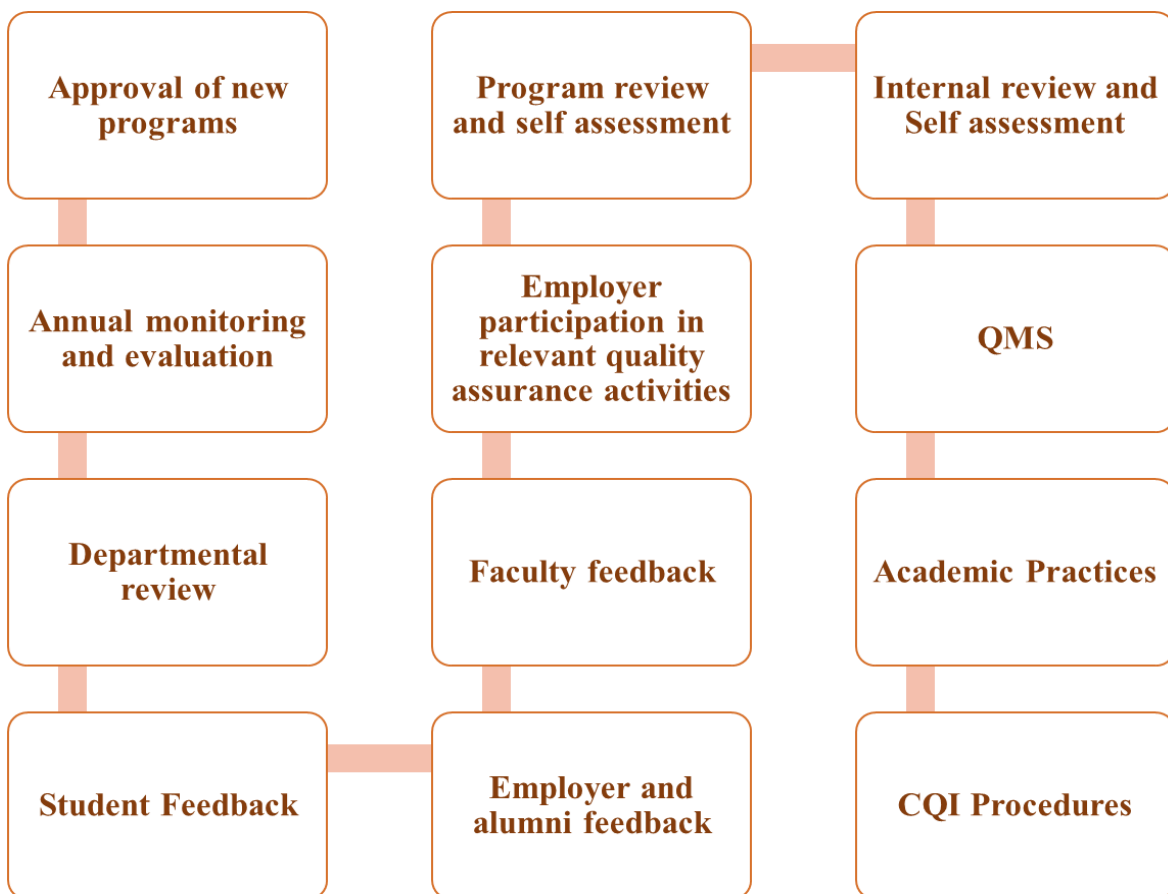 Approval of new
programs
Annual monitoring
and evaluation
Departmental
review
Student Feedback
Employer and
alumni feedback
Faculty feedback
Employer
participation in
relevant quality
assurance activities
Program review
and self assessment
Internal review and
Self assessment
QMS
Academic Practices
CQI Procedures